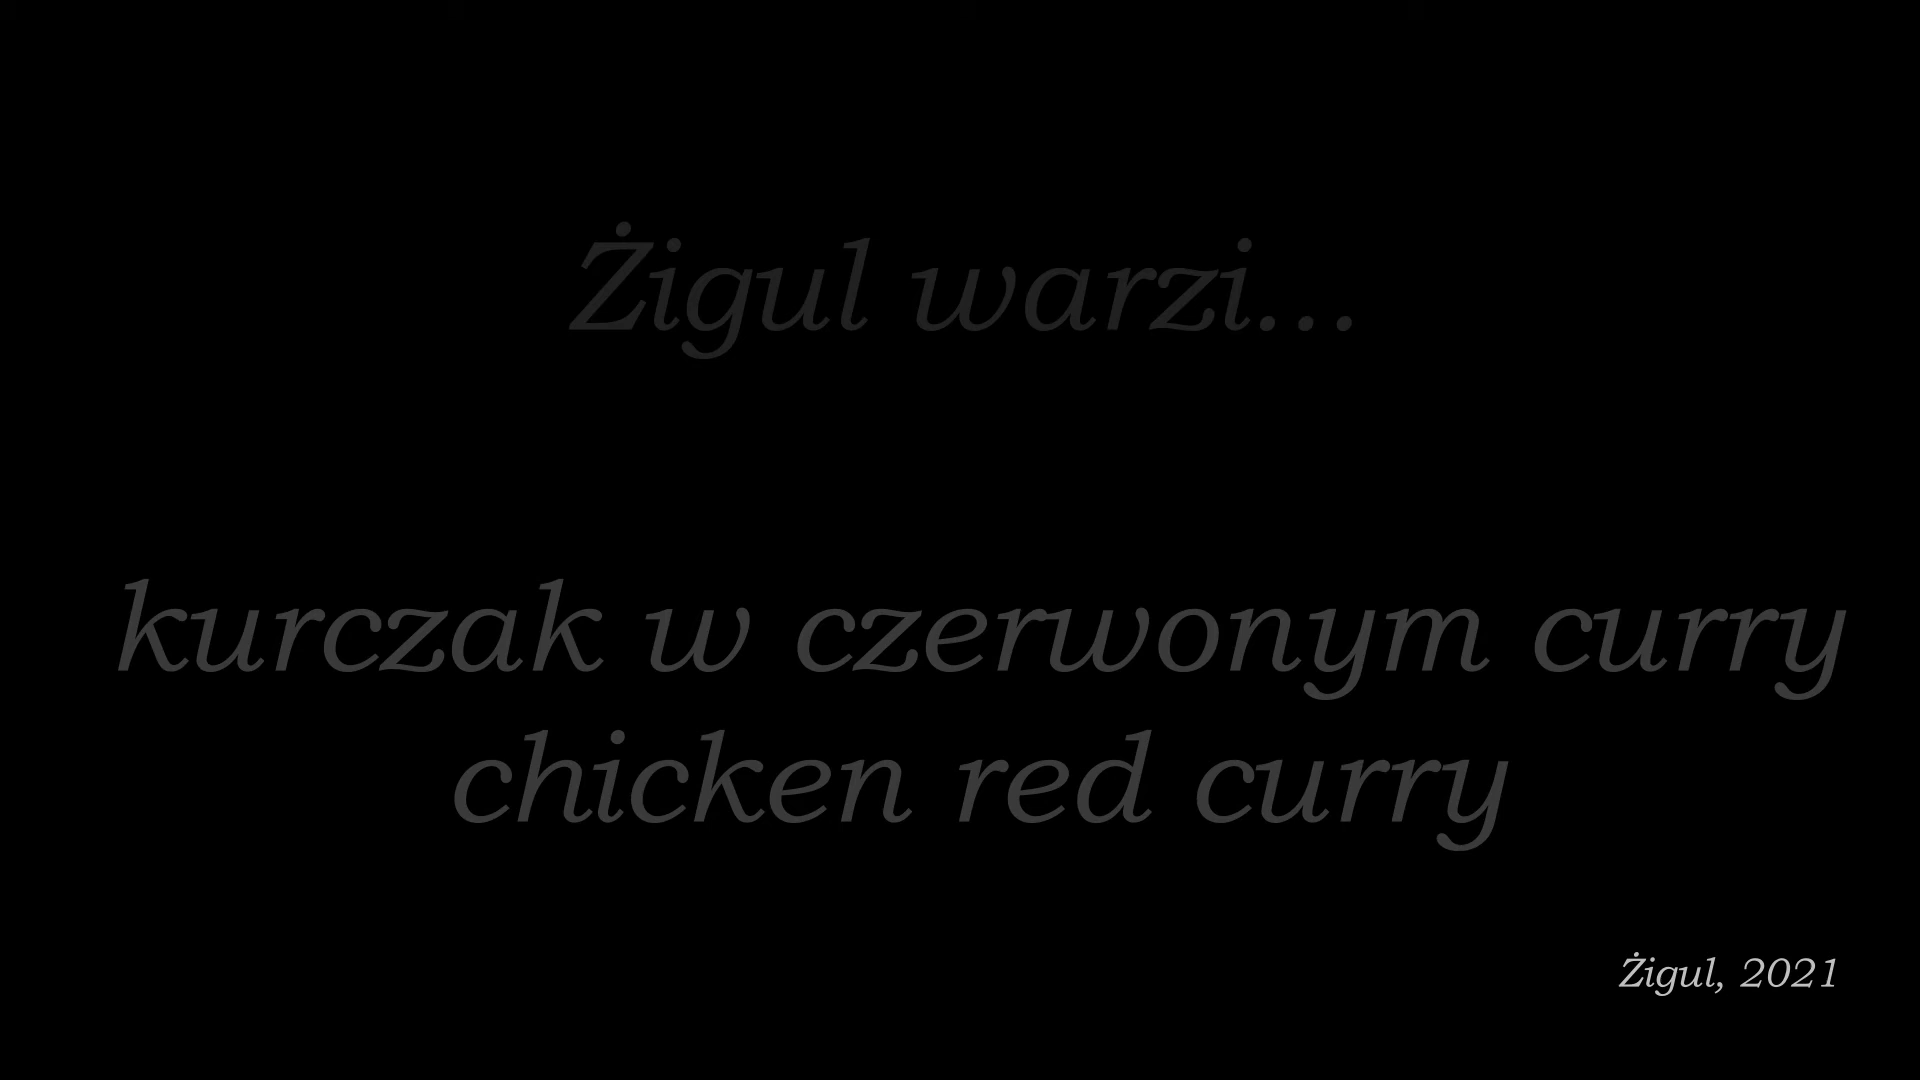 Żigul warzi...
kurczak w czerwonym curry
chicken red curry
Żigul, 2021